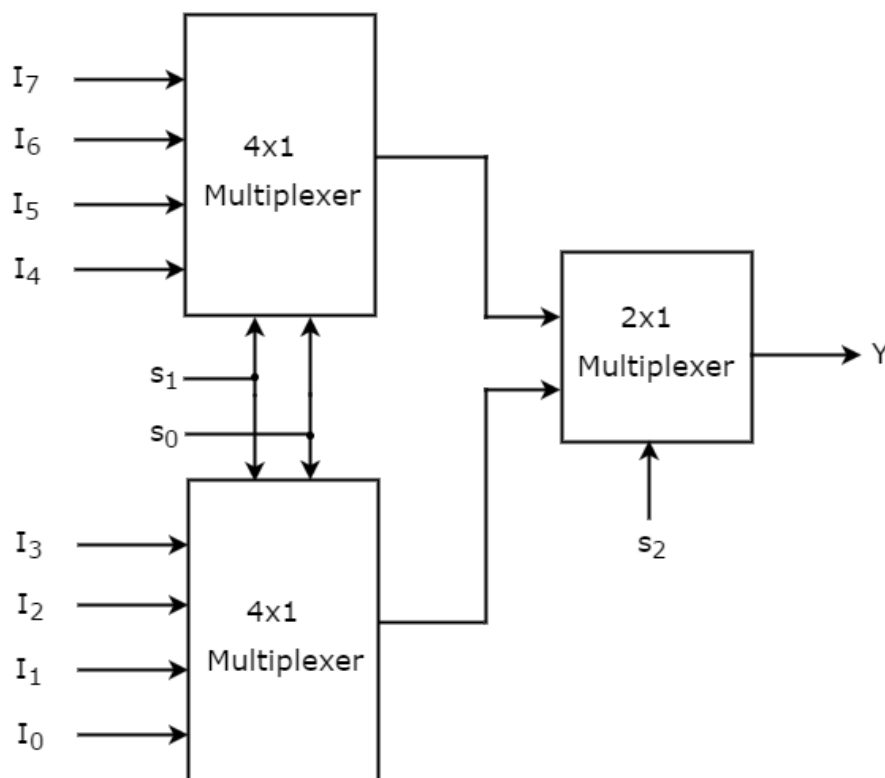 I₇
I₆
I₅
I₄
4x1
Multiplexer
s₁
s₀
I₃
I₂
I₁
I₀
4x1
Multiplexer
2x1
Multiplexer
s₂
Y